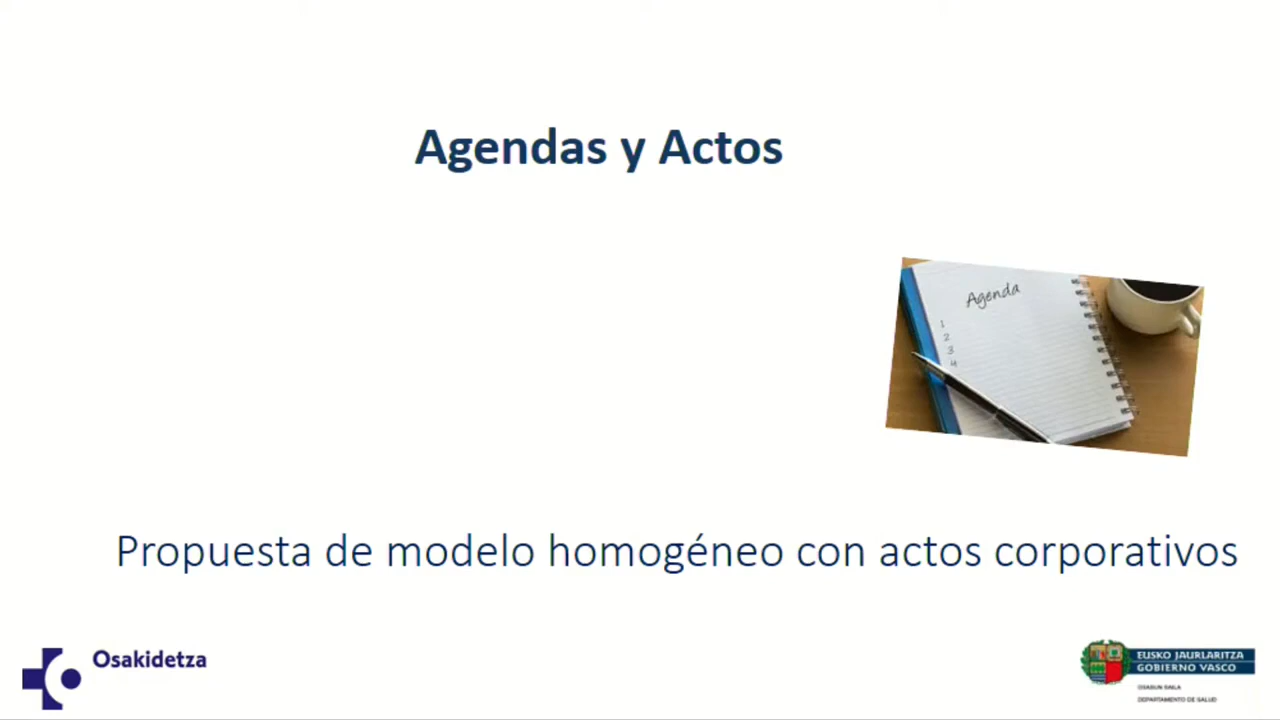 Agendas y Actos
Agenda
1
2
3
4
Propuesta de modelo homogéneo con actos corporativos
Osakidetza
EUSKO JAURLARITZA
GOBIERNO VASCO
OSASUN SAILA
DEPARTAMENTO DE SALUD